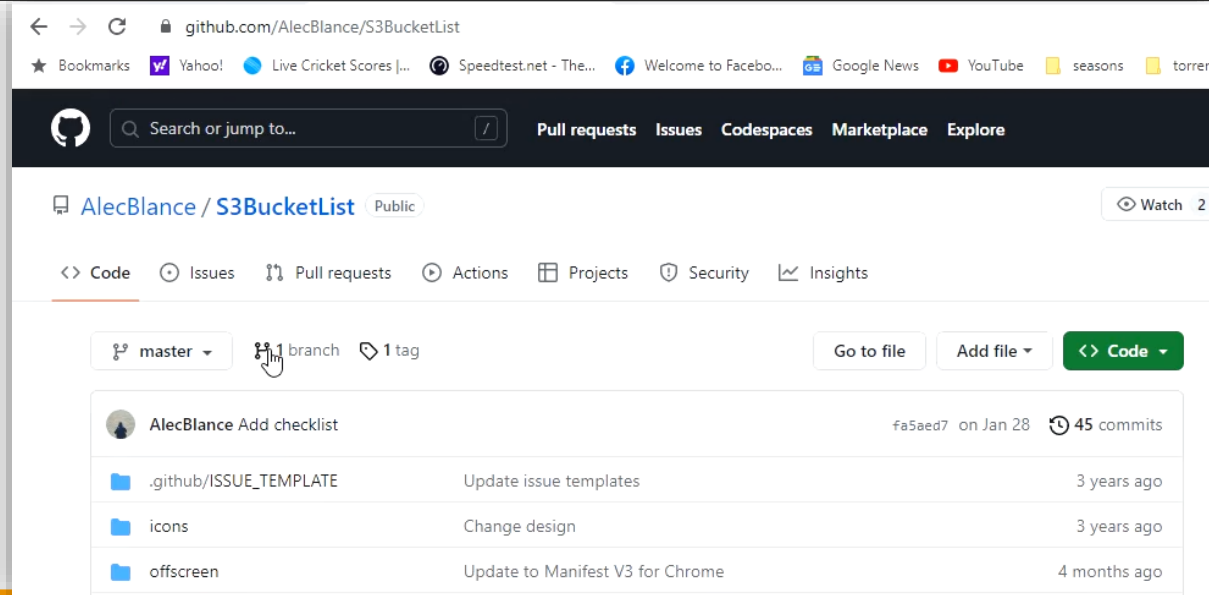 github.com/AlecBlance/S3BucketList
Bookmarks Yahoo! Live Cricket Scores |... Speedtest.net - The... Welcome to Facebo... Google News YouTube seasons torrer
Search or jump to... / Pull requests Issues Codespaces Marketplace Explore
AlecBlance / S3BucketList Public Watch 2
Code Issues Pull requests Actions Projects Security Insights
master 1 branch 1 tag Go to file Add file Code
AlecBlance Add checklist fa5aed7 on Jan 28 45 commits
.github/ISSUE_TEMPLATE Update issue templates 3 years ago
icons Change design 3 years ago
offscreen Update to Manifest V3 for Chrome 4 months ago